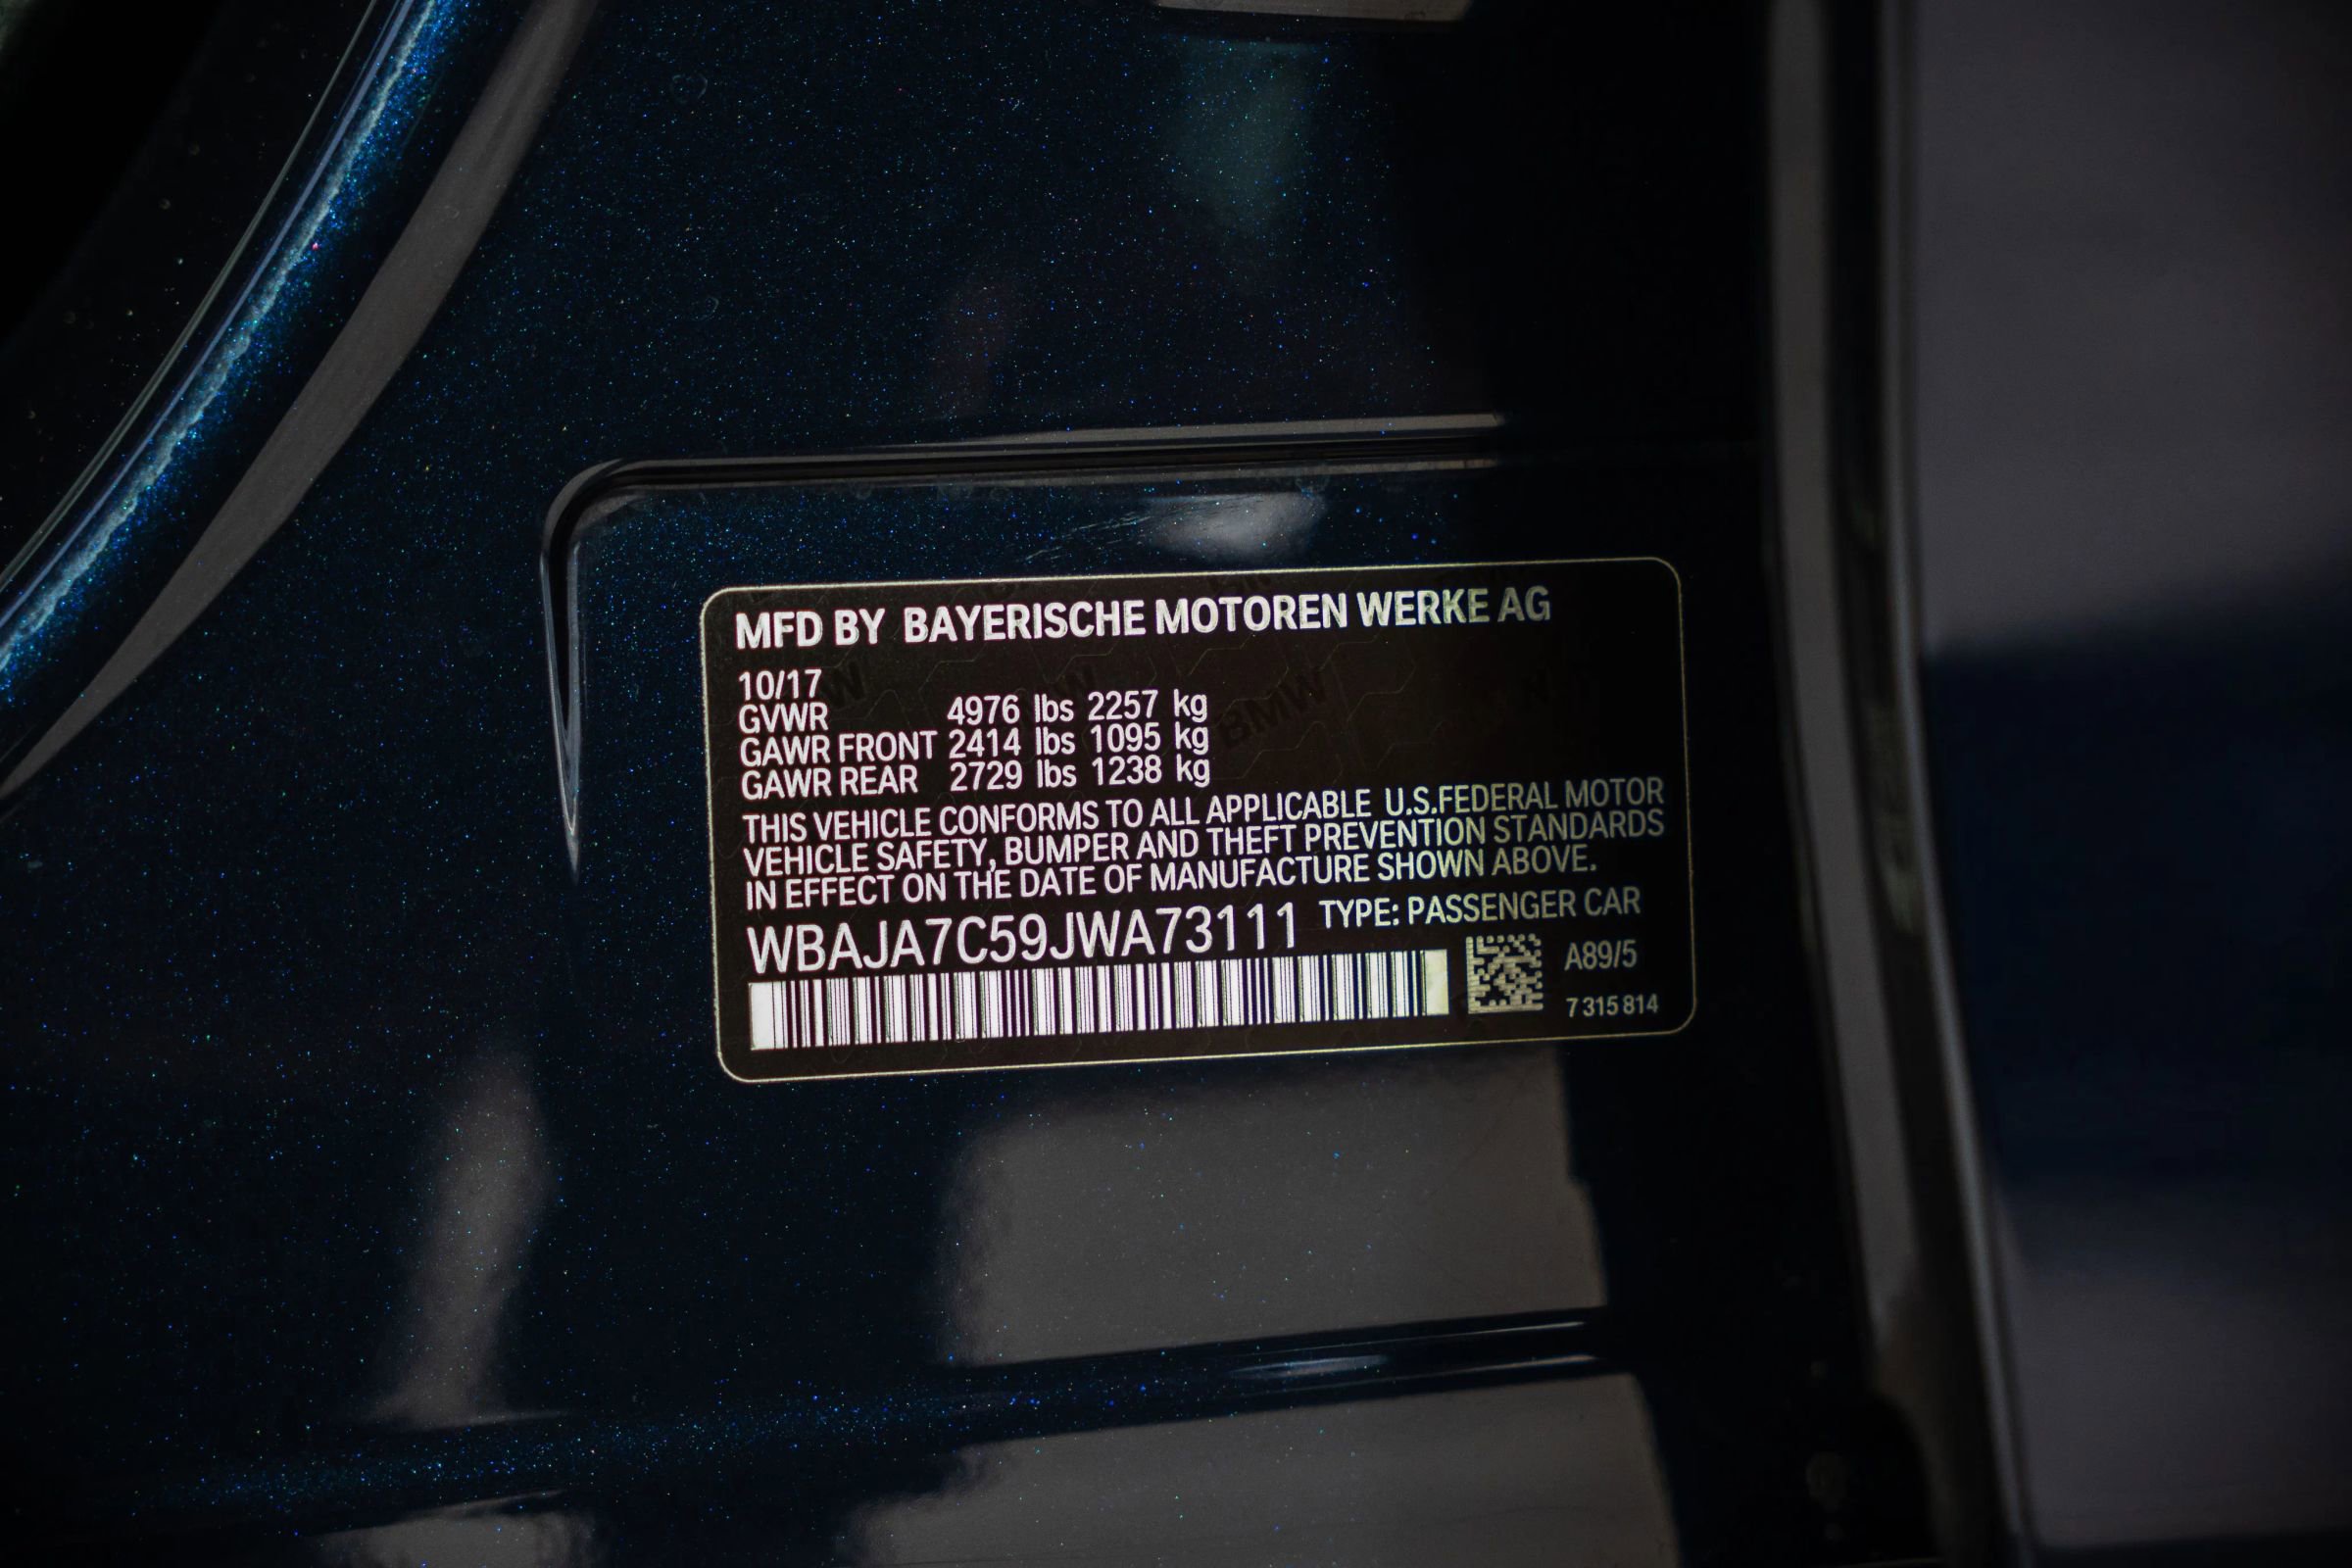 MFD BY BAYERISCHE MOTOREN WERKE AG
10/17
GVWR 4976 lbs 2257 kg
GAWR FRONT 2414 lbs 1095 kg
GAWR REAR 2729 lbs 1238 kg
THIS VEHICLE CONFORMS TO ALL APPLICABLE U.S.FEDERAL MOTOR
VEHICLE SAFETY, BUMPER AND THEFT PREVENTION STANDARDS
IN EFFECT ON THE DATE OF MANUFACTURE SHOWN ABOVE.
WBAJA7C59JWA73111 TYPE: PASSENGER CAR
A89/5
7 315 814
BMW